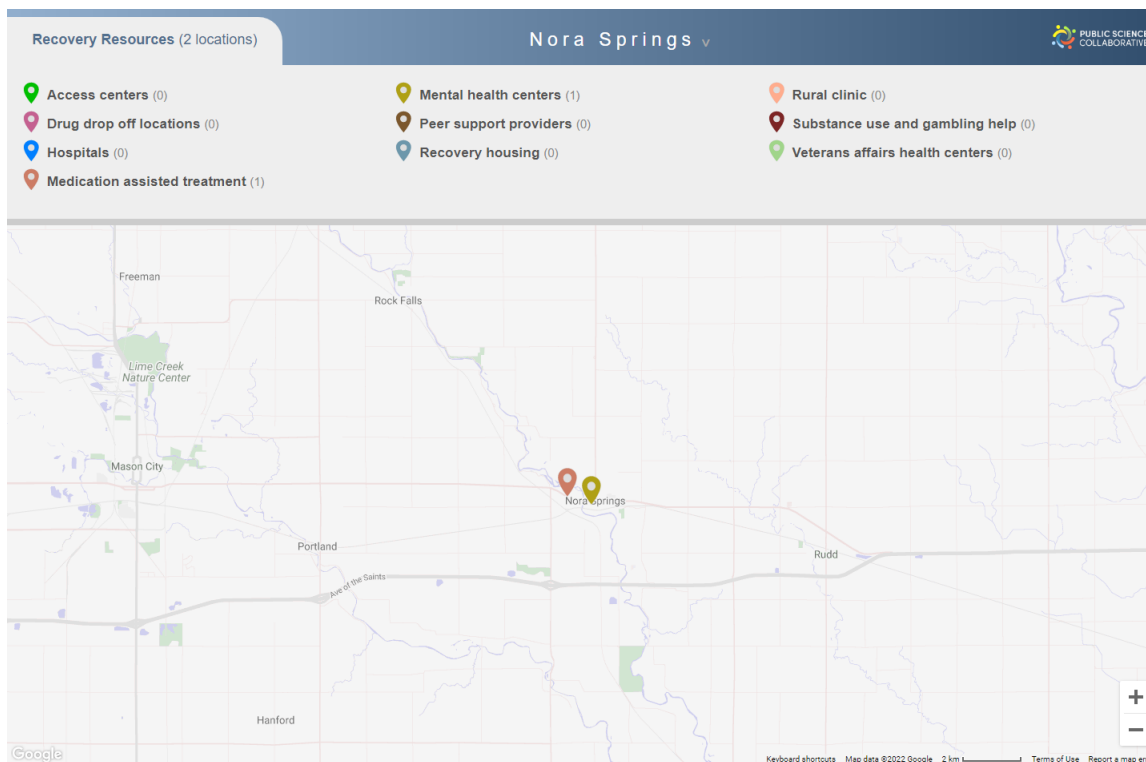 Recovery Resources (2 locations)
Nora Springs v
PUBLIC SCIENCE
COLLABORATIVE
Access centers (0)
Mental health centers (1)
Rural clinic (0)
Drug drop off locations (0)
Peer support providers (0)
Substance use and gambling help (0)
Hospitals (0)
Recovery housing (0)
Veterans affairs health centers (0)
Medication assisted treatment (1)
Freeman
Rock Falls
Lime Creek
Nature Center
Mason City
Nora Springs
Portland
Rudd
Ave of the Saints
Hanford
+
−
Google
Keyboard shortcuts Map data ©2022 Google 2 km Terms of Use Report a map er